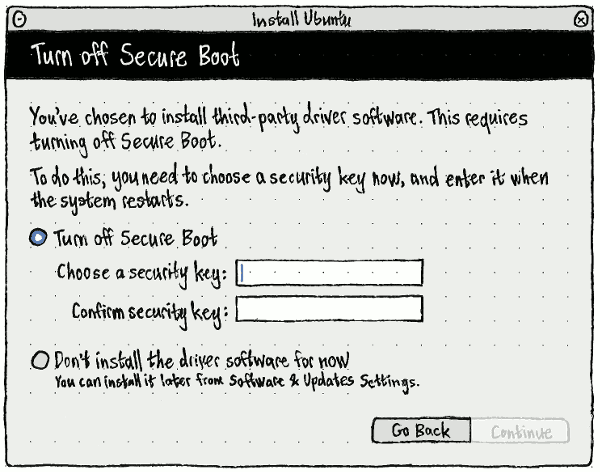 Install Ubuntu
Turn off Secure Boot
You've chosen to install third-party driver software. This requires
turning off Secure Boot.
To do this, you need to choose a security key now, and enter it when
the system restarts.
Turn off Secure Boot
Choose a security key:
Confirm security key:
Don't install the driver software for now
You can install it later from Software & Updates Settings.
Go Back Continue